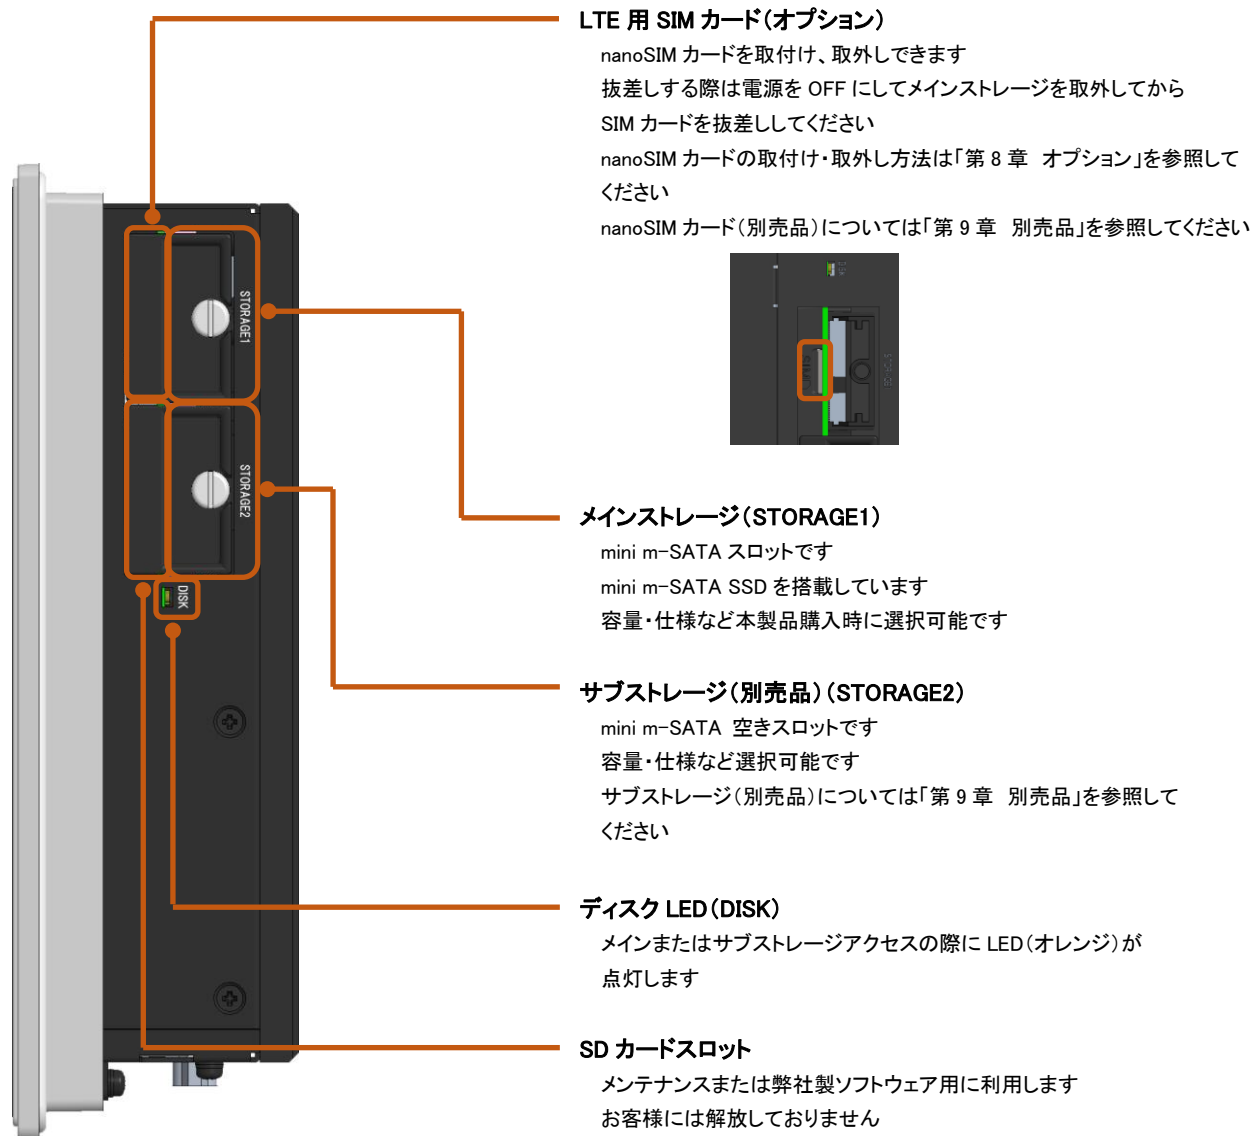 LTE 用 SIM カード（オプション）
nanoSIM カードを取付け、取外しできます
抜差しする際は電源を OFF にしてメインストレージを取外してから
SIM カードを抜差ししてください
nanoSIM カードの取付け・取外し方法は「第 8 章　オプション」を参照して
ください
nanoSIM カード（別売品）については「第 9 章　別売品」を参照してください
STORAGE1
STORAGE2
DISK
メインストレージ（STORAGE1）
mini m-SATA スロットです
mini m-SATA SSD を搭載しています
容量・仕様など本製品購入時に選択可能です
サブストレージ（別売品）（STORAGE2）
mini m-SATA 空きスロットです
容量・仕様など選択可能です
サブストレージ（別売品）については「第 9 章　別売品」を参照して
ください
ディスク LED（DISK）
メインまたはサブストレージアクセスの際に LED（オレンジ）が
点灯します
SD カードスロット
メンテナンスまたは弊社製ソフトウェア用に利用します
お客様には解放しておりません